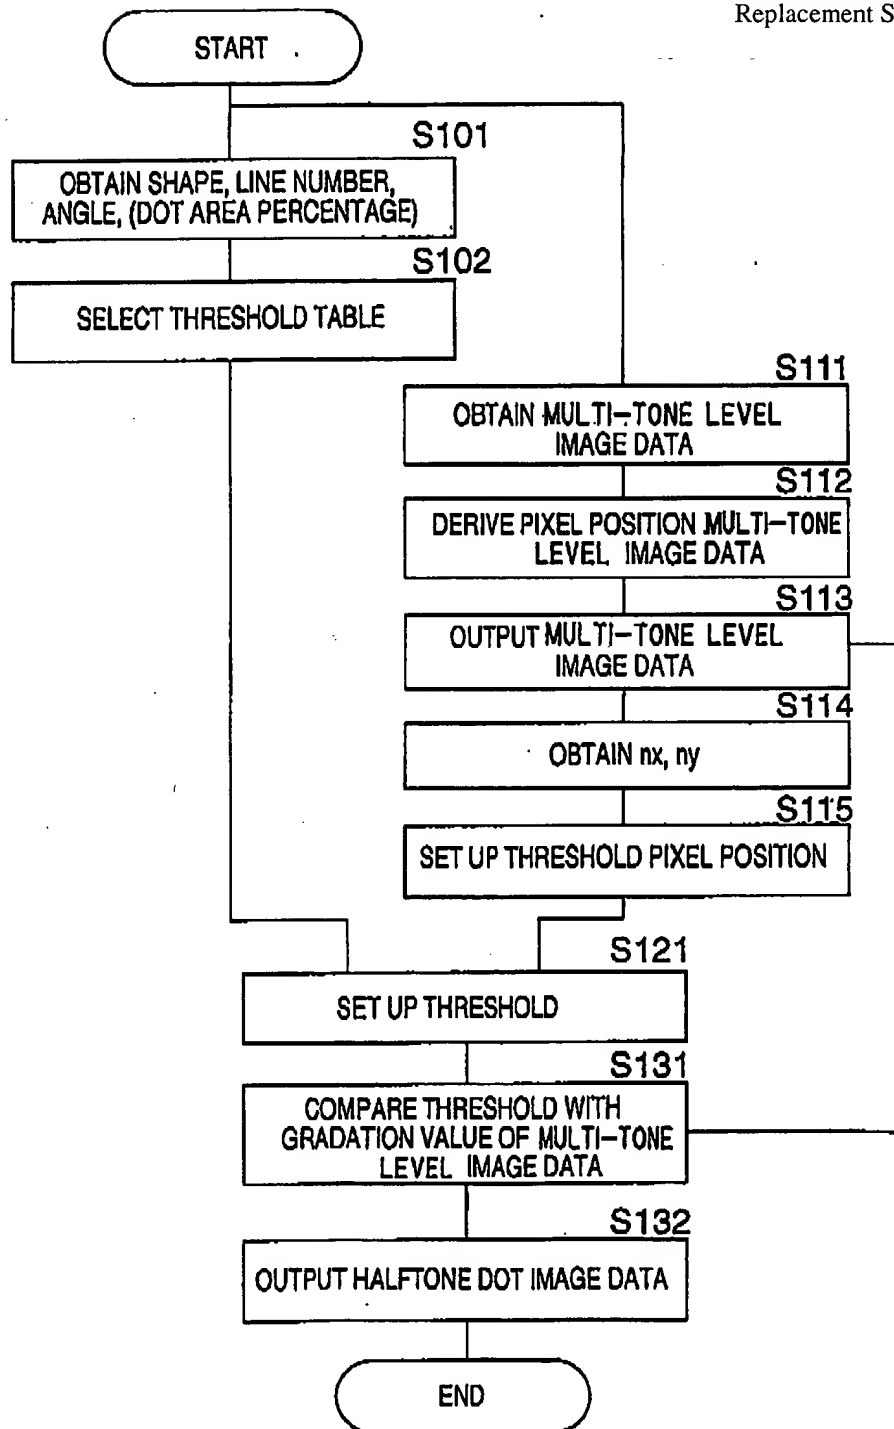 Replacement S
START
S101
OBTAIN SHAPE, LINE NUMBER,
ANGLE, (DOT AREA PERCENTAGE)
S102
SELECT THRESHOLD TABLE
S111
OBTAIN MULTI-TONE LEVEL
IMAGE DATA
S112
DERIVE PIXEL POSITION MULTI-TONE
LEVEL IMAGE DATA
S113
OUTPUT MULTI-TONE LEVEL
IMAGE DATA
S114
OBTAIN nx, ny
S115
SET UP THRESHOLD PIXEL POSITION
S121
SET UP THRESHOLD
S131
COMPARE THRESHOLD WITH
GRADATION VALUE OF MULTI-TONE
LEVEL IMAGE DATA
S132
OUTPUT HALFTONE DOT IMAGE DATA
END